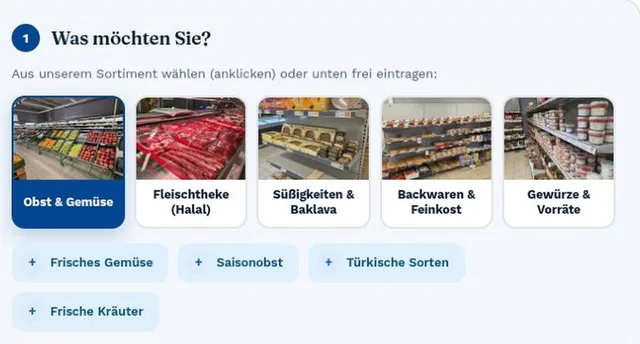 1 Was möchten Sie?
Aus unserem Sortiment wählen (anklicken) oder unten frei eintragen:
Obst & Gemüse
Fleischtheke
(Halal)
Süßigkeiten &
Baklava
Backwaren &
Feinkost
Gewürze &
Vorräte
+ Frisches Gemüse
+ Saisonobst
+ Türkische Sorten
+ Frische Kräuter